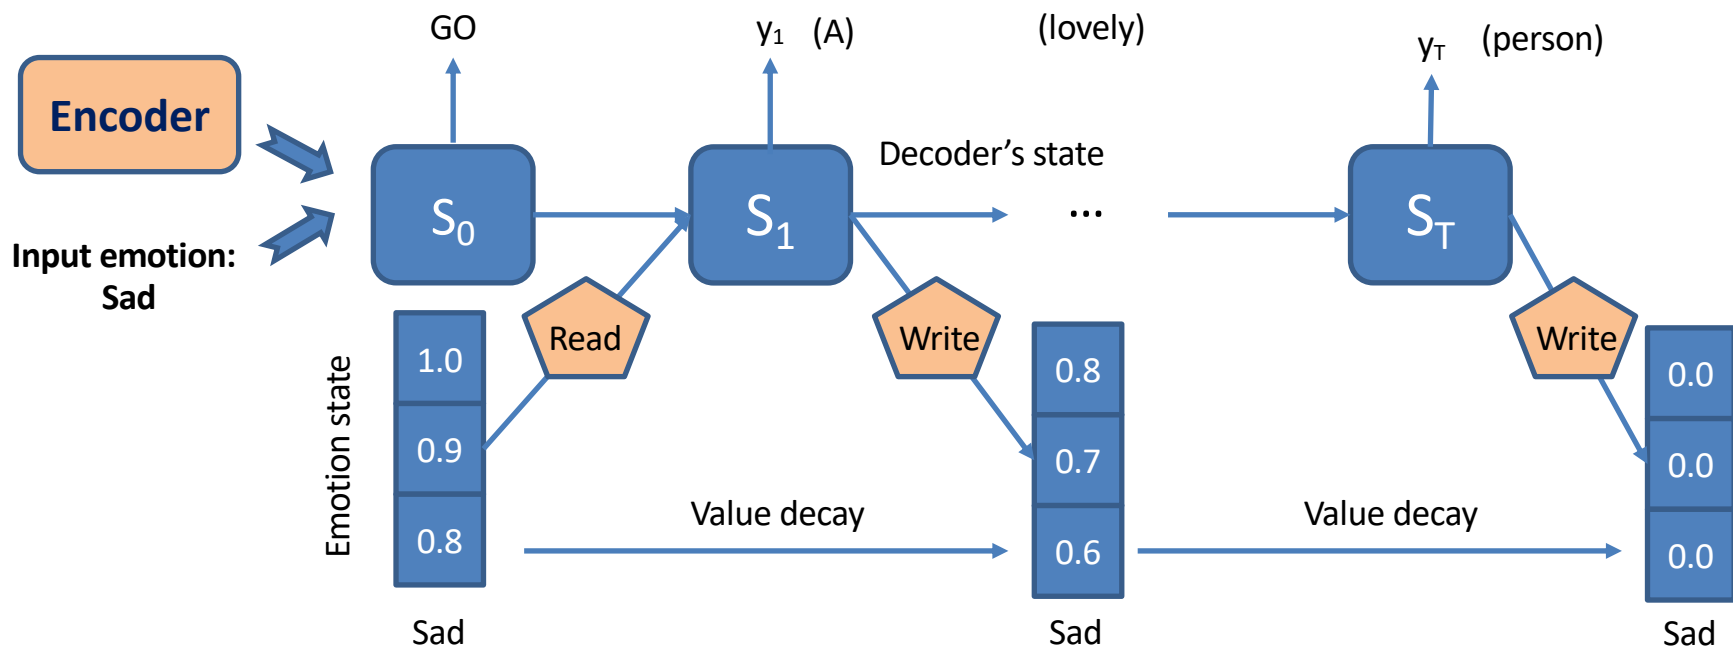 GO
y₁ (A)
(lovely)
y_T (person)
Encoder
Input emotion:
Sad
S₀
S₁
Decoder’s state
...
S_T
Read
Write
Write
Emotion state
1.0
0.9
0.8
Sad
Value decay
0.8
0.7
0.6
Sad
Value decay
0.0
0.0
0.0
Sad